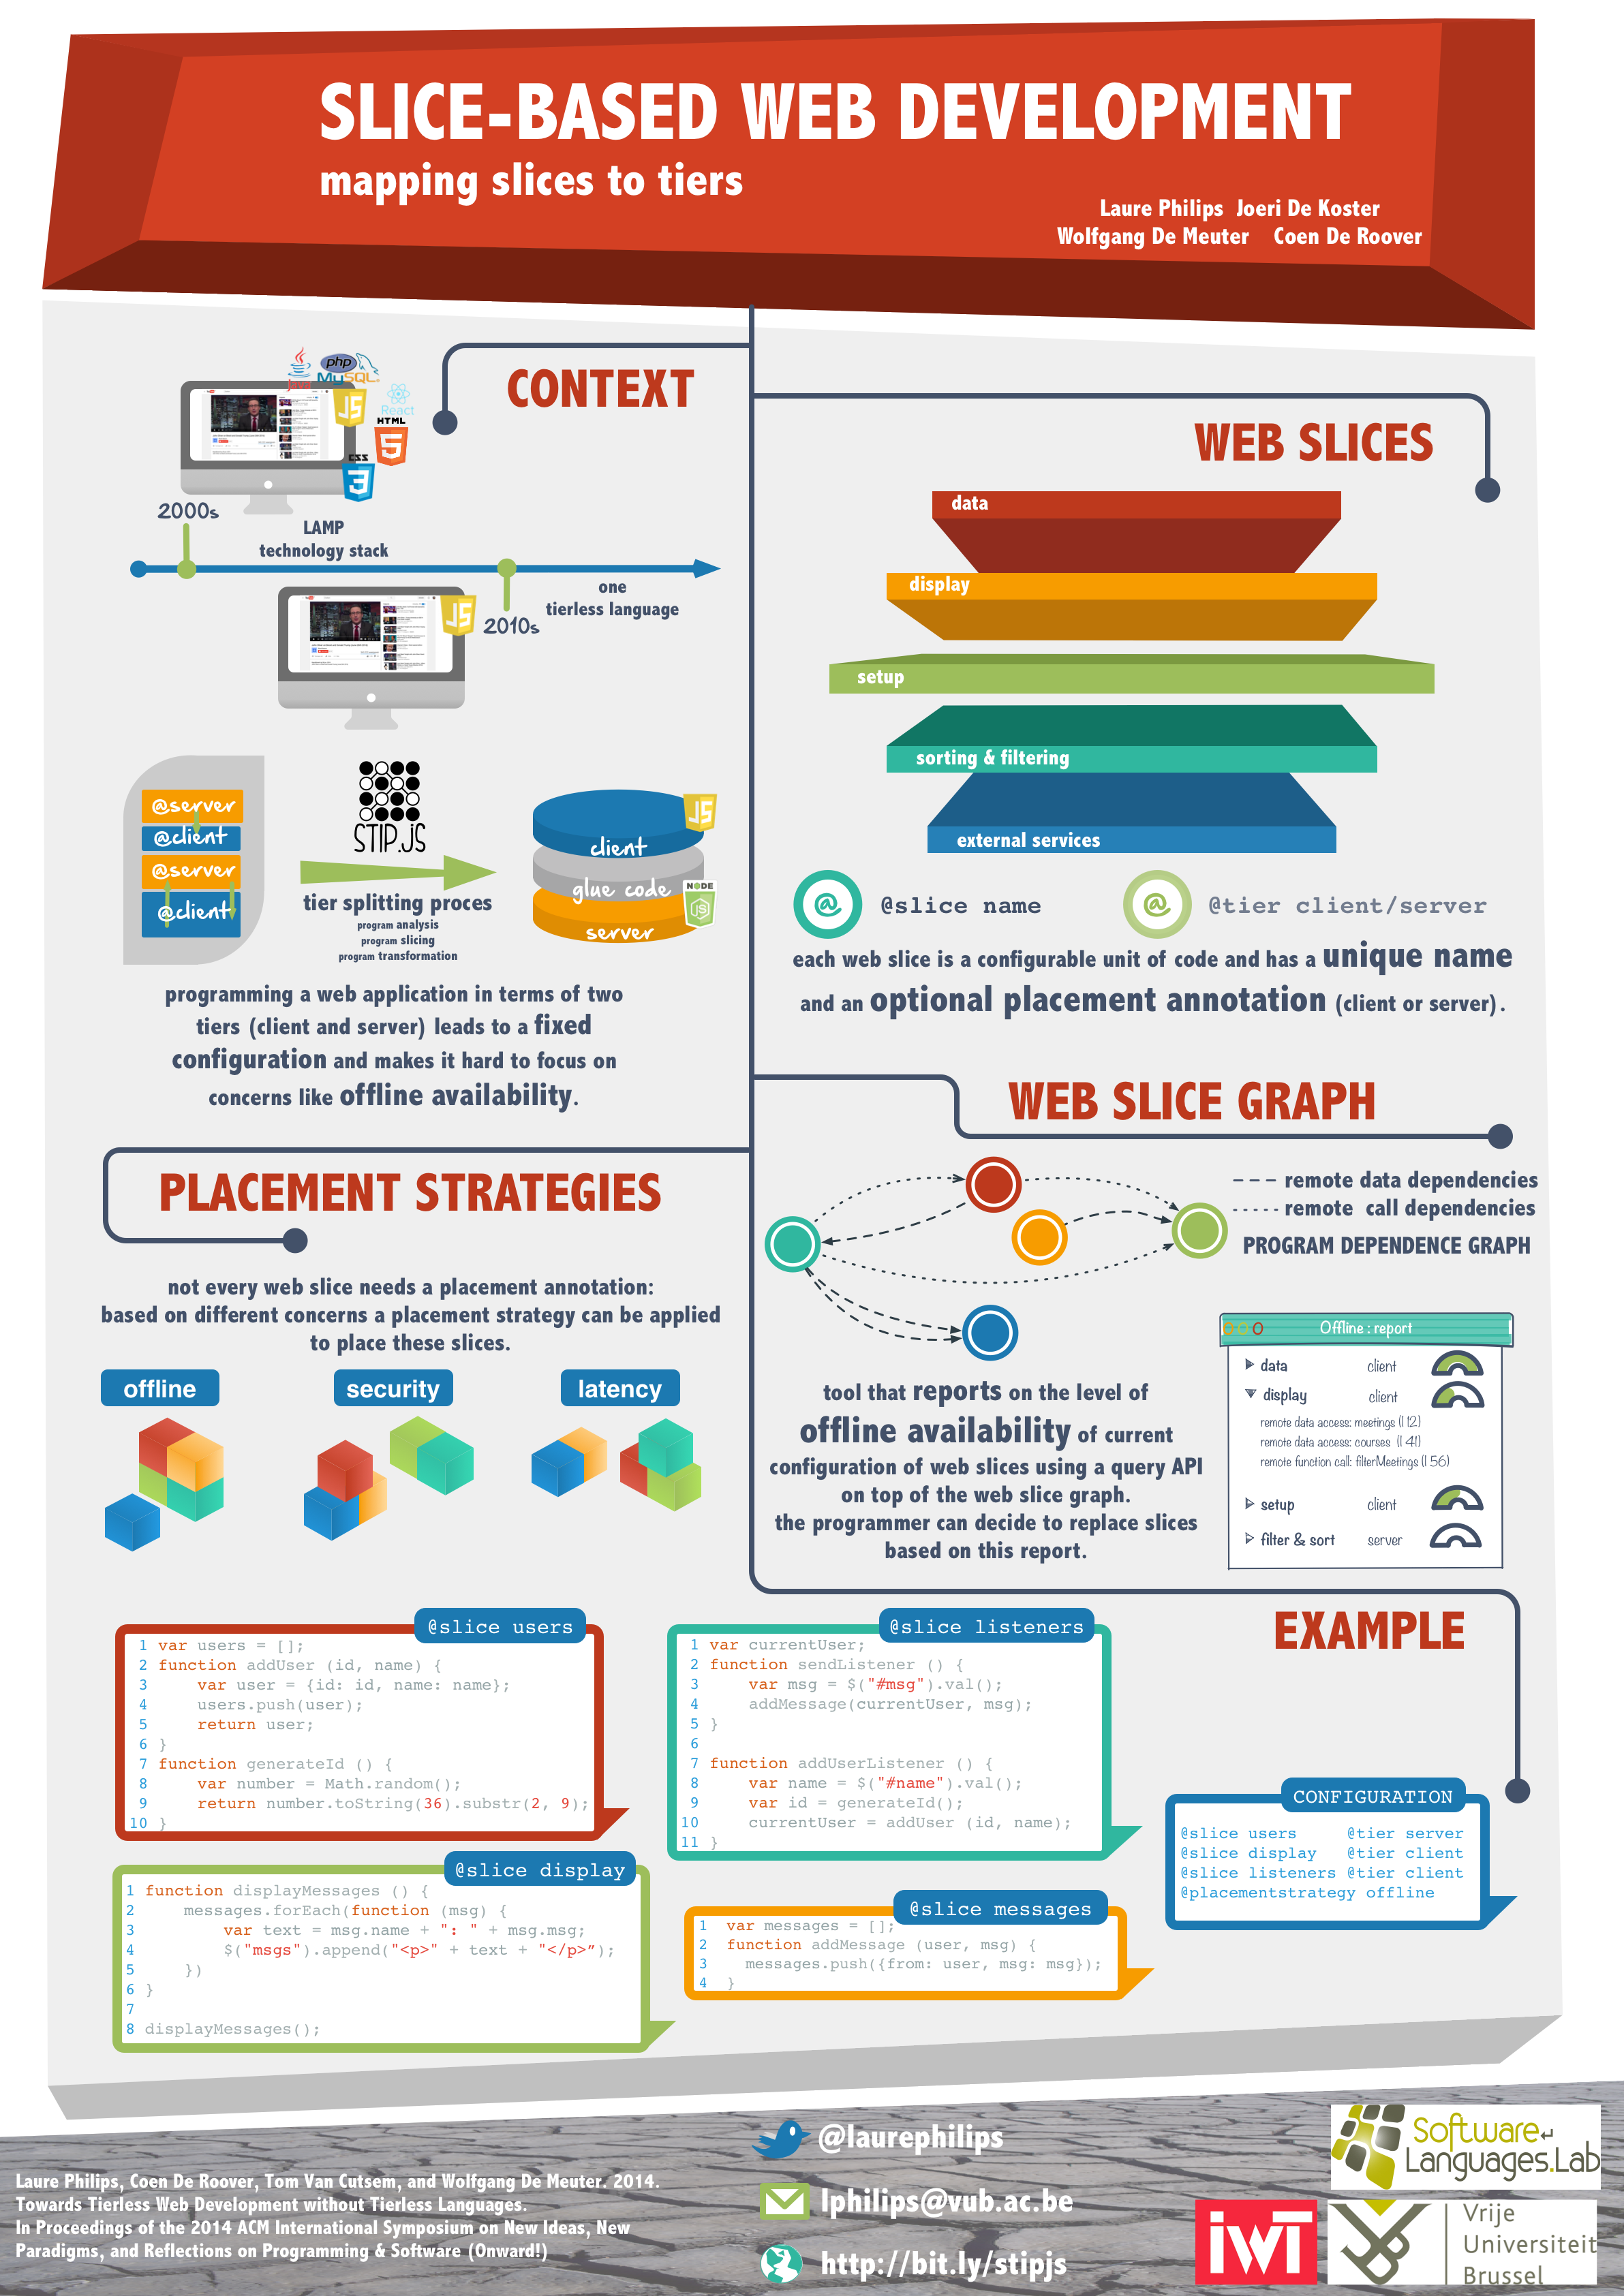 SLICE-BASED WEB DEVELOPMENT
mapping slices to tiers
Laure Philips Joeri De Koster
Wolfgang De Meuter Coen De Roover
CONTEXT
Java
php
MySQL
JS
React
HTML
5
CSS
3
2000s
LAMP
technology stack
one
tierless language
JS
2010s
@server
@client
@server
@client
STIP.JS
tier splitting proces
program analysis
program slicing
program transformation
JS
client
glue code
NODE
JS
server
programming a web application in terms of two
tiers (client and server) leads to a fixed
configuration and makes it hard to focus on
concerns like offline availability.
WEB SLICES
data
display
setup
sorting & filtering
external services
@ @slice name
@ @tier client/server
each web slice is a configurable unit of code and has a unique name
and an optional placement annotation (client or server).
PLACEMENT STRATEGIES
not every web slice needs a placement annotation:
based on different concerns a placement strategy can be applied
to place these slices.
offline
security
latency
WEB SLICE GRAPH
remote data dependencies
remote call dependencies
PROGRAM DEPENDENCE GRAPH
tool that reports on the level of
offline availability of current
configuration of web slices using a query API
on top of the web slice graph.
the programmer can decide to replace slices
based on this report.
Offline : report
data client
display client
remote data access: meetings (l 12)
remote data access: courses (l 41)
remote function call: filterMeetings (l 56)
setup client
filter & sort server
EXAMPLE
@slice users
1 var users = [];
2 function addUser (id, name) {
3 var user = {id: id, name: name};
4 users.push(user);
5 return user;
6 }
7 function generateId () {
8 var number = Math.random();
9 return number.toString(36).substr(2, 9);
10 }
@slice listeners
1 var currentUser;
2 function sendListener () {
3 var msg = $("#msg").val();
4 addMessage(currentUser, msg);
5 }
6
7 function addUserListener () {
8 var name = $("#name").val();
9 var id = generateId();
10 currentUser = addUser (id, name);
11 }
@slice display
1 function displayMessages () {
2 messages.forEach(function (msg) {
3 var text = msg.name + ": " + msg.msg;
4 $("msgs").append("<p>" + text + "</p>”);
5 })
6 }
7
8 displayMessages();
@slice messages
1 var messages = [];
2 function addMessage (user, msg) {
3 messages.push({from: user, msg: msg});
4 }
CONFIGURATION
@slice users @tier server
@slice display @tier client
@slice listeners @tier client
@placementstrategy offline
Laure Philips, Coen De Roover, Tom Van Cutsem, and Wolfgang De Meuter. 2014.
Towards Tierless Web Development without Tierless Languages.
In Proceedings of the 2014 ACM International Symposium on New Ideas, New
Paradigms, and Reflections on Programming & Software (Onward!)
@laurephilips
lphilips@vub.ac.be
http://bit.ly/stipjs
Software
Languages.Lab
iWT
Vrije
Universiteit
Brussel